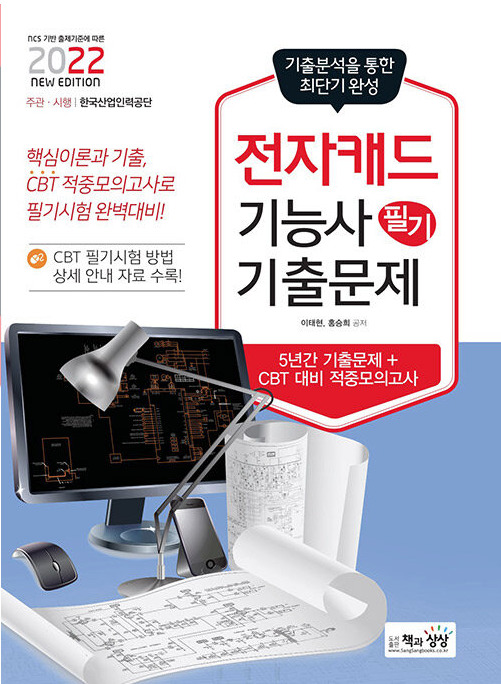 NCS 기반 출제기준에 따른
2022
NEW EDITION
주관 · 시행 | 한국산업인력공단
기출분석을 통한
최단기 완성
핵심이론과 기출,
CBT 적중모의고사로
필기시험 완벽대비!
CBT 필기시험 방법
상세 안내 자료 수록!
전자캐드
기능사 필기
기출문제
이태현, 홍승희 공저
5년간 기출문제 +
CBT 대비 적중모의고사
도서출판 책과 상상
www.SangSangbooks.co.kr